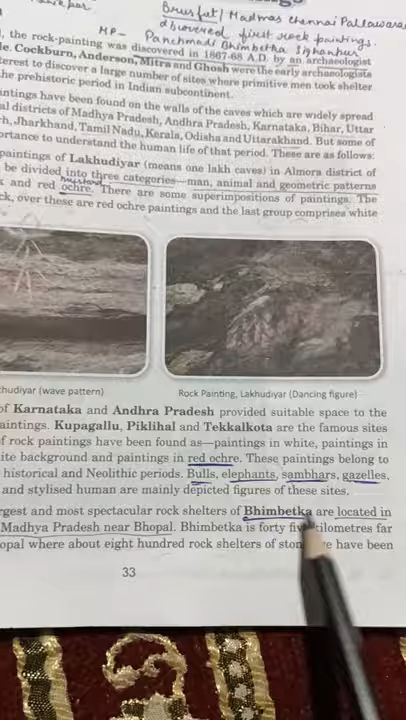 Brusfut/ Madras Chennai Pallavaram
discovered first rock paintings.
MP- Panchmadi Bhimbetka Sighanhur
, the rock-painting was discovered in 1867-68 A.D. by an archaeologist
le. Cockburn, Anderson, Mitra and Ghosh were the early archaeologists
terest to discover a large number of sites where primitive men took shelter
the prehistoric period in Indian subcontinent.
intings have been found on the walls of the caves which are widely spread
al districts of Madhya Pradesh, Andhra Pradesh, Karnataka, Bihar, Uttar
h, Jharkhand, Tamil Nadu, Kerala, Odisha and Uttarakhand. But some of
ortance to understand the human life of that period. These are as follows:
paintings of Lakhudiyar (means one lakh caves) in Almora district of
be divided into three categories—man, animal and geometric patterns
mustard
k and red ochre. There are some superimpositions of paintings. The
ck, over these are red ochre paintings and the last group comprises white
hudiyar (wave pattern)
Rock Painting, Lakhudiyar (Dancing figure)
of Karnataka and Andhra Pradesh provided suitable space to the
aintings. Kupagallu, Piklihal and Tekkalkota are the famous sites
f rock paintings have been found as—paintings in white, paintings in
ite background and paintings in red ochre. These paintings belong to
historical and Neolithic periods. Bulls, elephants, sambhars, gazelles,
and stylised human are mainly depicted figures of these sites.
rgest and most spectacular rock shelters of Bhimbetka are located in
Madhya Pradesh near Bhopal. Bhimbetka is forty five kilometres far
opal where about eight hundred rock shelters of stone have been
33